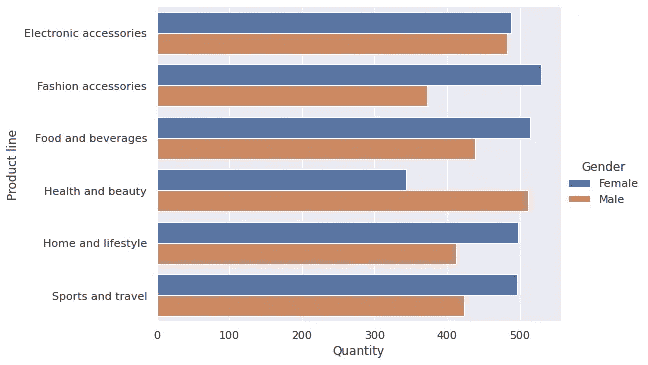 Product line
Electronic accessories
Fashion accessories
Food and beverages
Health and beauty
Home and lifestyle
Sports and travel
0 100 200 300 400 500
Quantity
Gender
Female
Male